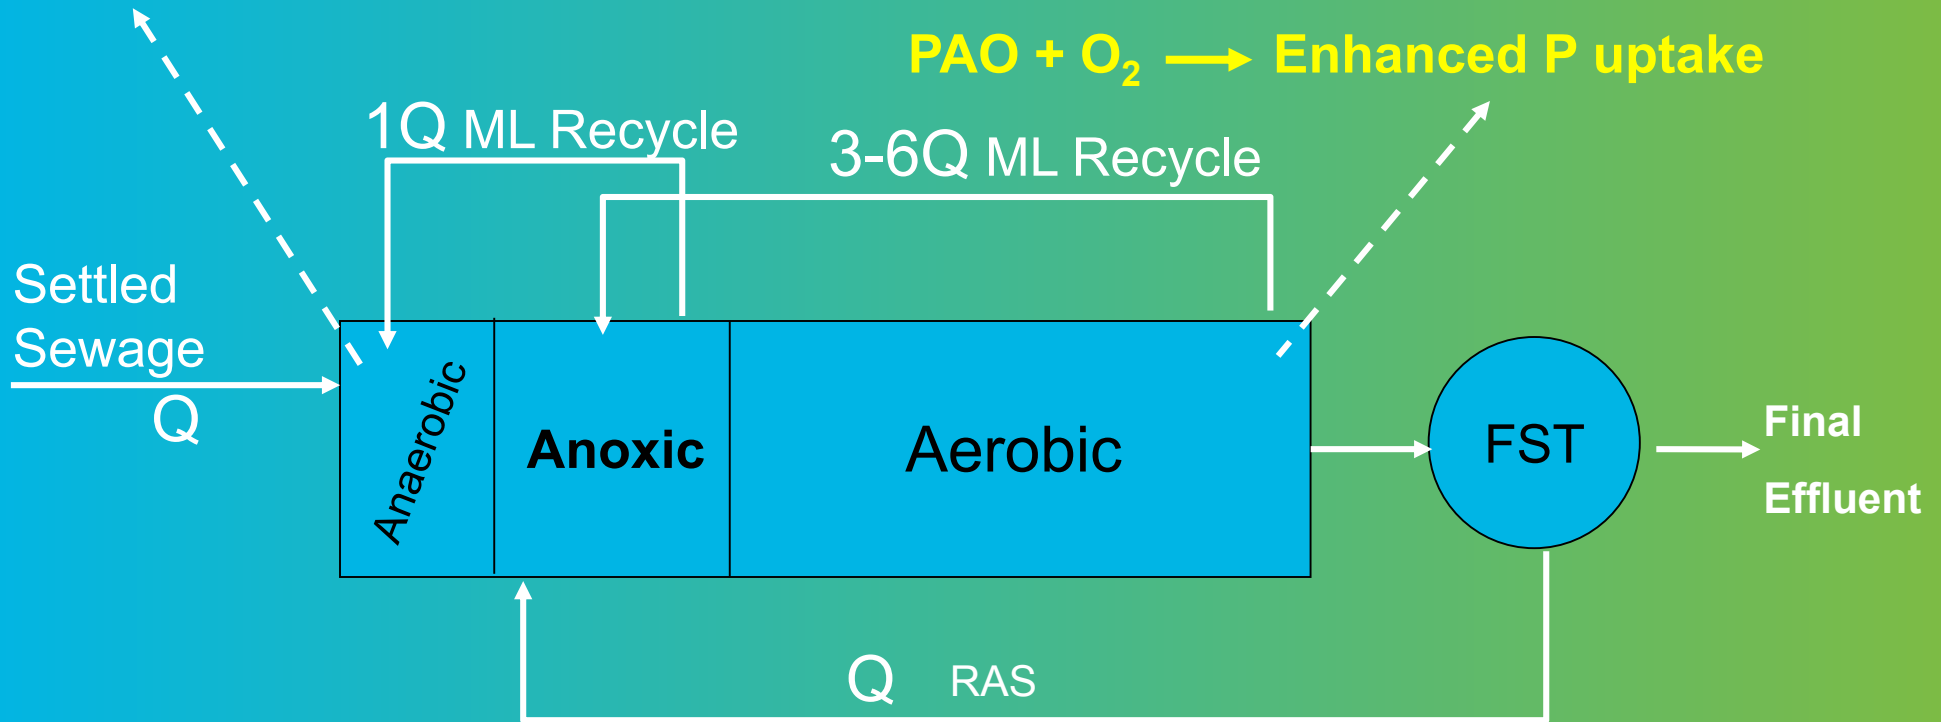 PAO + O2 → Enhanced P uptake
1Q ML Recycle
3-6Q ML Recycle
Settled
Sewage
Q
Anaerobic
Anoxic
Aerobic
FST
Final
Effluent
Q RAS